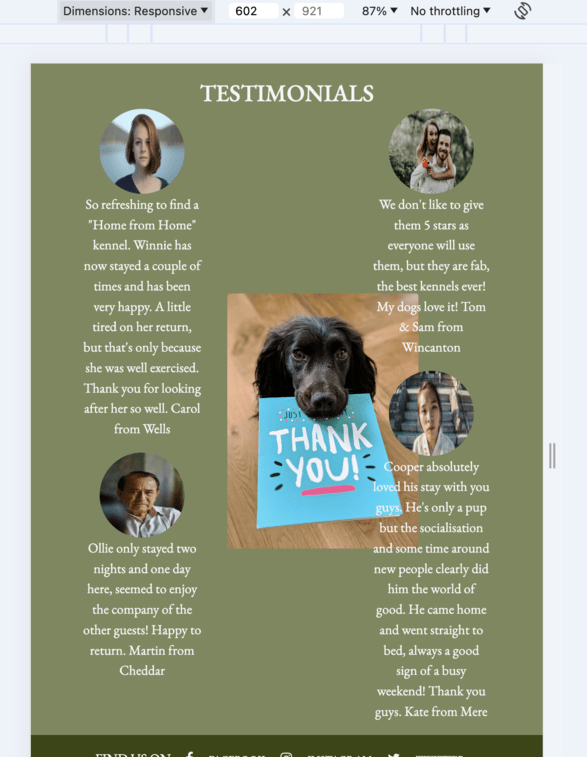 Dimensions: Responsive ▼ 602 x 921 87% ▼ No throttling ▼
TESTIMONIALS
So refreshing to find a
"Home from Home"
kennel. Winnie has
now stayed a couple of
times and has been
very happy. A little
tired on her return,
but that's only because
she was well exercised.
Thank you for looking
after her so well. Carol
from Wells
Ollie only stayed two
nights and one day
here, seemed to enjoy
the company of the
other guests! Happy to
return. Martin from
Cheddar
JUST
THANK
YOU!
We don't like to give
them 5 stars as
everyone will use
them, but they are fab,
the best kennels ever!
My dogs love it! Tom
& Sam from
Wincanton
Cooper absolutely
loved his stay with you
guys. He's only a pup
but the socialisation
and some time around
new people clearly did
him the world of
good. He came home
and went straight to
bed, always a good
sign of a busy
weekend! Thank you
guys. Kate from Mere
FIND US ON FACEBOOK INSTAGRAM TWITTER